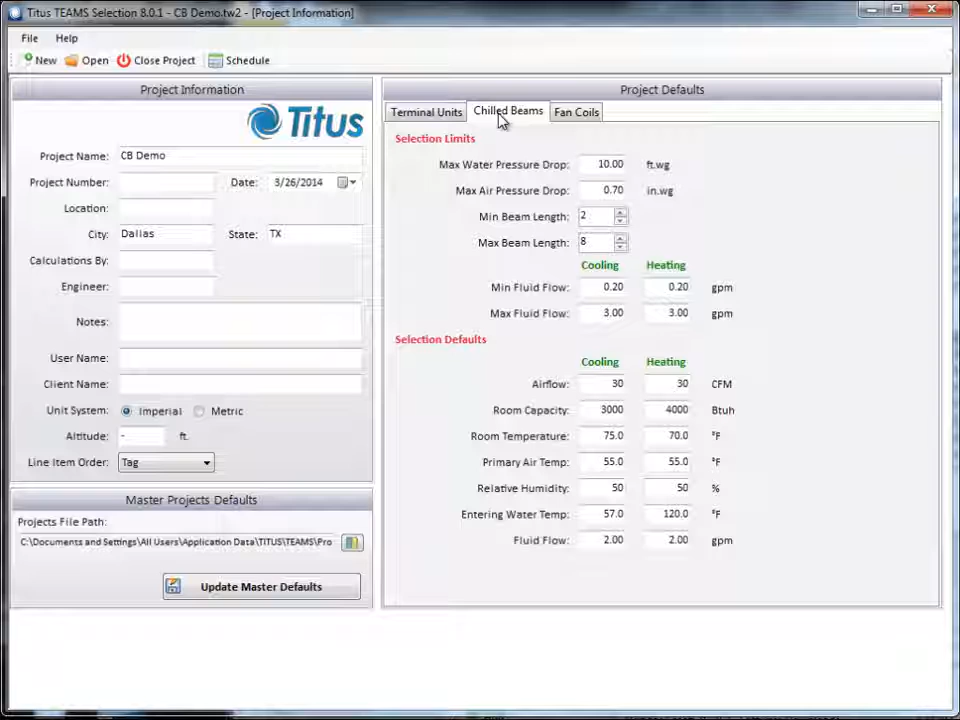 Titus TEAMS Selection 8.0.1 - CB Demo.tw2 - [Project Information]
File Help
New Open Close Project Schedule
Project Information
Titus
Project Name: CB Demo
Project Number: Date: 3/26/2014
Location:
City: Dallas State: TX
Calculations By:
Engineer:
Notes:
User Name:
Client Name:
Unit System: Imperial Metric
Altitude: - ft.
Line Item Order: Tag
Master Projects Defaults
Projects File Path:
C:\Documents and Settings\All Users\Application Data\TITUS\TEAMS\Pro
Update Master Defaults
Project Defaults
Terminal Units Chilled Beams Fan Coils
Selection Limits
Max Water Pressure Drop: 10.00 ft.wg
Max Air Pressure Drop: 0.70 in.wg
Min Beam Length: 2
Max Beam Length: 8
Cooling Heating
Min Fluid Flow: 0.20 0.20 gpm
Max Fluid Flow: 3.00 3.00 gpm
Selection Defaults
Cooling Heating
Airflow: 30 30 CFM
Room Capacity: 3000 4000 Btuh
Room Temperature: 75.0 70.0 °F
Primary Air Temp: 55.0 55.0 °F
Relative Humidity: 50 50 %
Entering Water Temp: 57.0 120.0 °F
Fluid Flow: 2.00 2.00 gpm